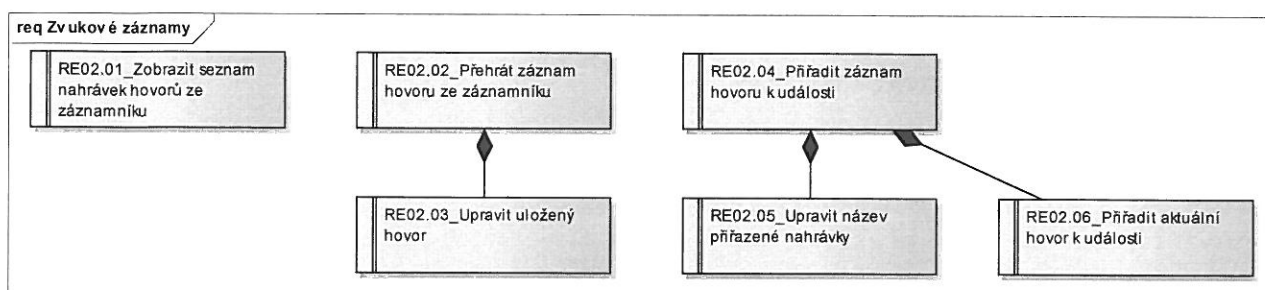 req Zvukové záznamy
RE02.01_Zobrazit seznam
nahrávek hovorů ze
záznamníku
RE02.02_Přehrát záznam
hovoru ze záznamníku
RE02.04_Přiřadit záznam
hovoru k události
RE02.03_Upravit uložený
hovor
RE02.05_Upravit název
přiřazené nahrávky
RE02.06_Přiřadit aktuální
hovor k události